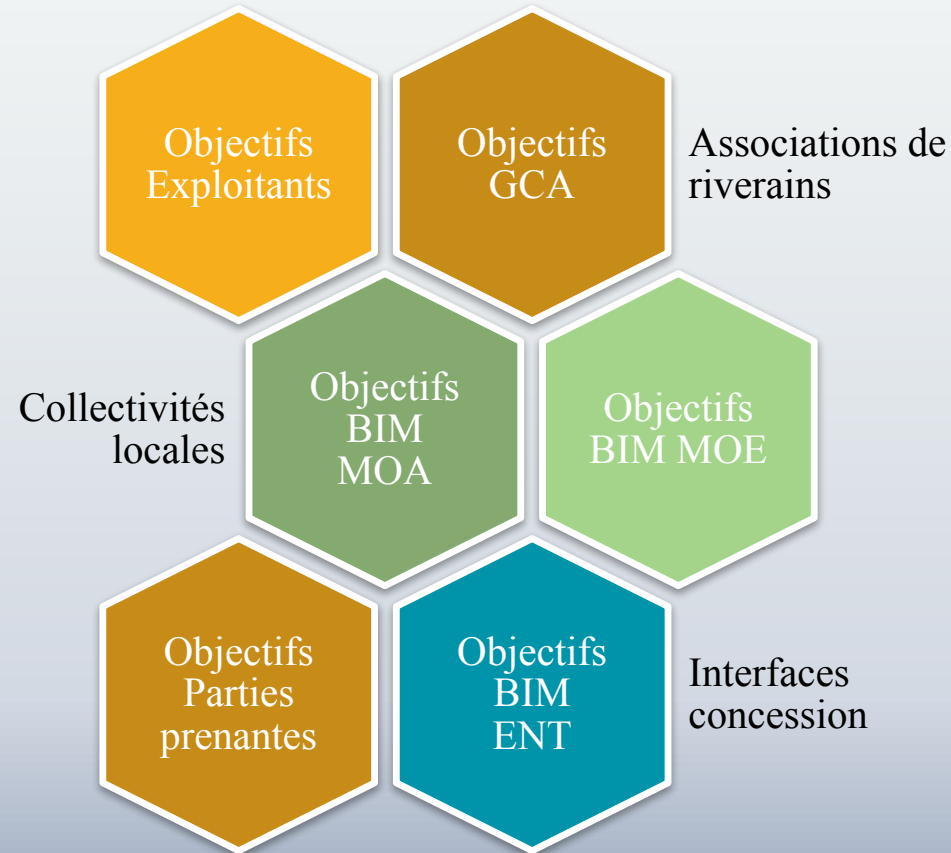 Objectifs
Exploitants
Objectifs
GCA
Associations de
riverains
Collectivités
locales
Objectifs
BIM
MOA
Objectifs
BIM MOE
Objectifs
Parties
prenantes
Objectifs
BIM
ENT
Interfaces
concession